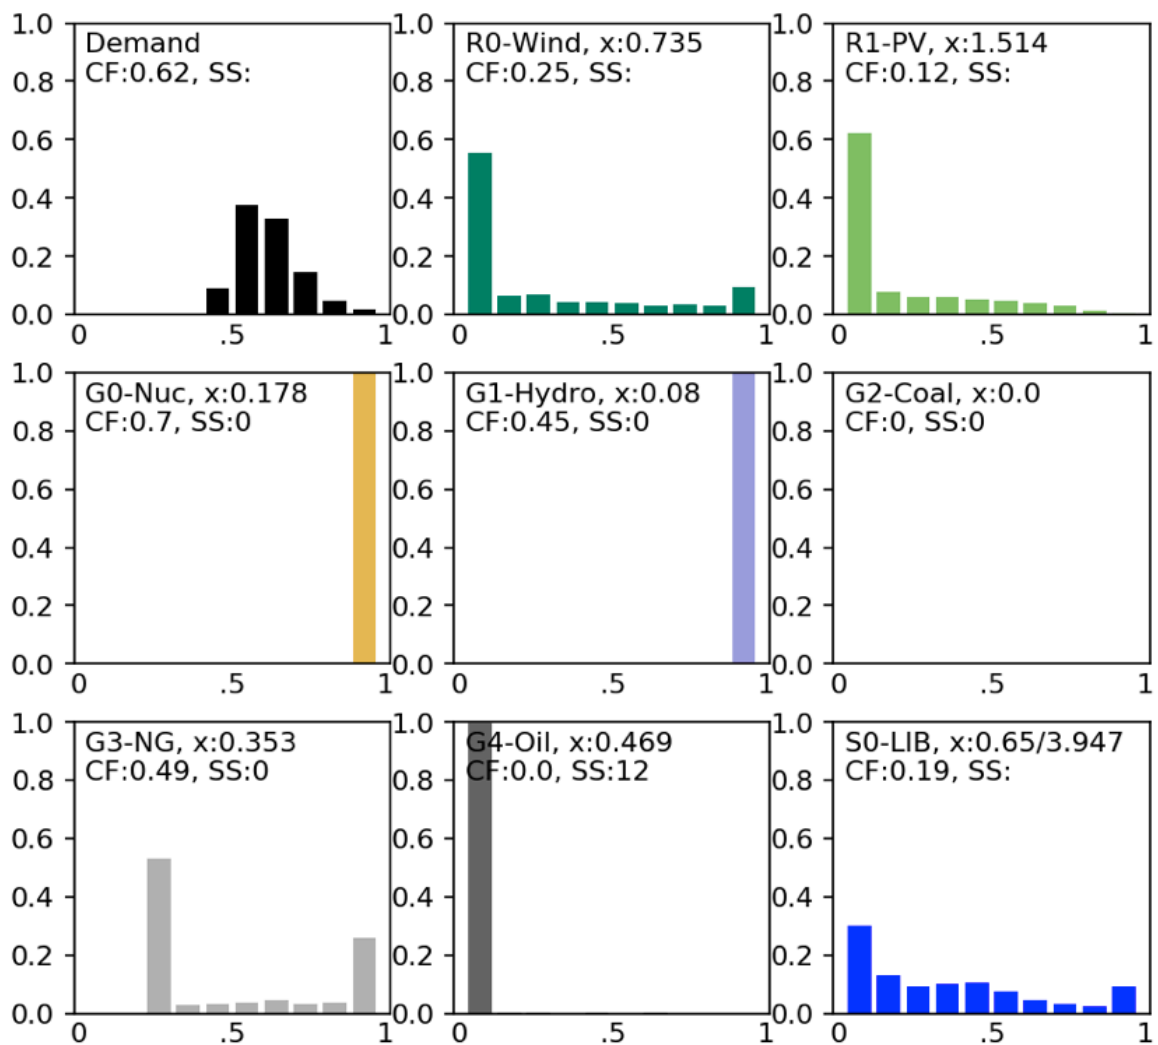 Demand
CF:0.62, SS:
1.0
0.8
0.6
0.4
0.2
0.0
0 .5 1
R0-Wind, x:0.735
CF:0.25, SS:
1.0
0.8
0.6
0.4
0.2
0.0
0 .5 1
R1-PV, x:1.514
CF:0.12, SS:
1.0
0.8
0.6
0.4
0.2
0.0
0 .5 1
G0-Nuc, x:0.178
CF:0.7, SS:0
1.0
0.8
0.6
0.4
0.2
0.0
0 .5 1
G1-Hydro, x:0.08
CF:0.45, SS:0
1.0
0.8
0.6
0.4
0.2
0.0
0 .5 1
G2-Coal, x:0.0
CF:0, SS:0
1.0
0.8
0.6
0.4
0.2
0.0
0 .5 1
G3-NG, x:0.353
CF:0.49, SS:0
1.0
0.8
0.6
0.4
0.2
0.0
0 .5 1
G4-Oil, x:0.469
CF:0.0, SS:12
1.0
0.8
0.6
0.4
0.2
0.0
0 .5 1
S0-LIB, x:0.65/3.947
CF:0.19, SS:
1.0
0.8
0.6
0.4
0.2
0.0
0 .5 1